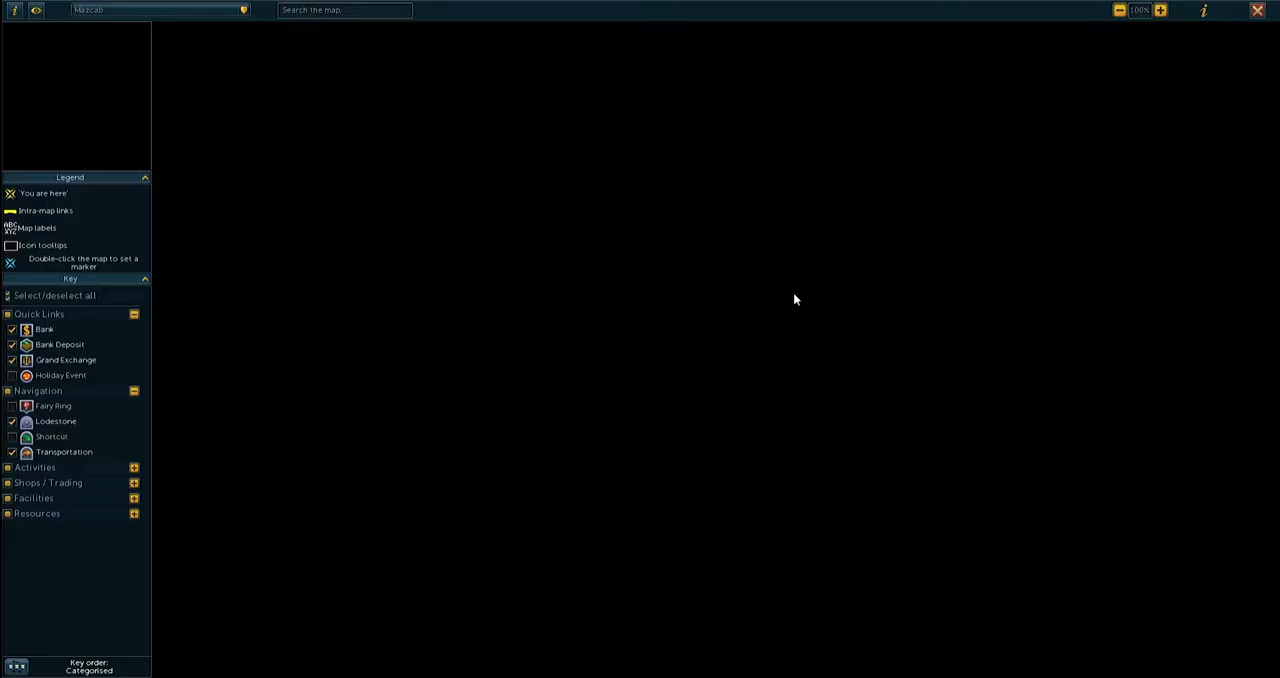 i
Mazcab
Search the map
100%
i
Legend
'You are here'
Intra-map links
ABC
XYZ
Map labels
Icon tooltips
Double-click the map to set a
marker
Key
Select/deselect all
Quick Links
Bank
Bank Deposit
Grand Exchange
Holiday Event
Navigation
Fairy Ring
Lodestone
Shortcut
Transportation
Activities
Shops / Trading
Facilities
Resources
Key order:
Categorised